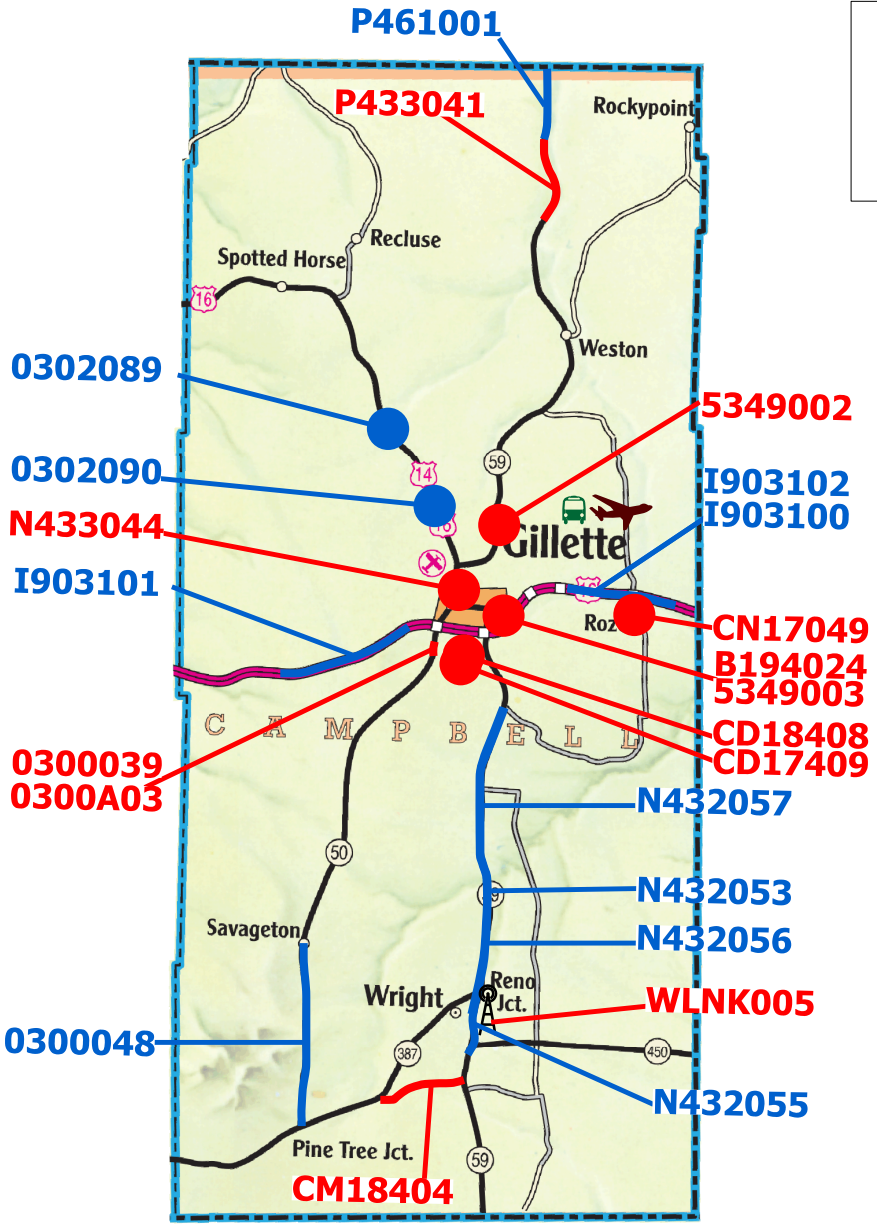 P461001
P433041
Rockypoint
Recluse
Spotted Horse
16
Weston
0302089
5349002
59
14
0302090
I903102
I903100
N433044
Gillette
I903101
Roz
CN17049
B194024
5349003
C A M P B E L L
CD18408
CD17409
0300039
0300A03
N432057
50
N432053
Savageton
N432056
Reno
Jct.
Wright
WLNK005
0300048
387
450
N432055
Pine Tree Jct.
59
CM18404